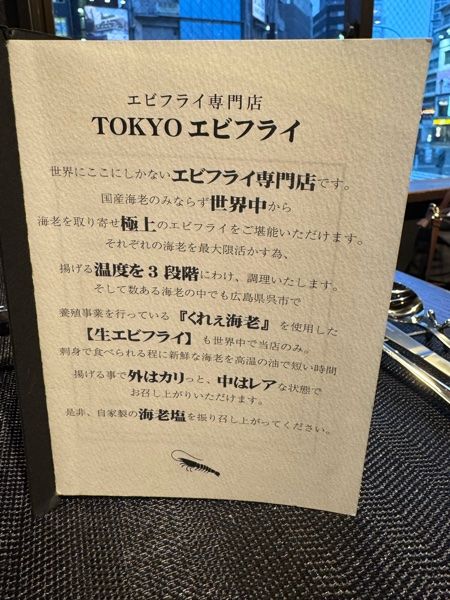 エビフライ専門店
TOKYO エビフライ
世界にここにしかないエビフライ専門店です。
国産海老のみならず世界中から
海老を取り寄せ極上のエビフライをご堪能いただけます。
それぞれの海老を最大限活かす為、
揚げる温度を3段階にわけ、調理いたします。
そして数ある海老の中でも広島県呉市で
養殖事業を行っている『くれぇ海老』を使用した
【生エビフライ】も世界中で当店のみ。
刺身で食べられる程に新鮮な海老を高温の油で短い時間
揚げる事で外はカリっと、中はレアな状態で
お召し上がりいただけます。
是非、自家製の海老塩を振り召し上がってください。